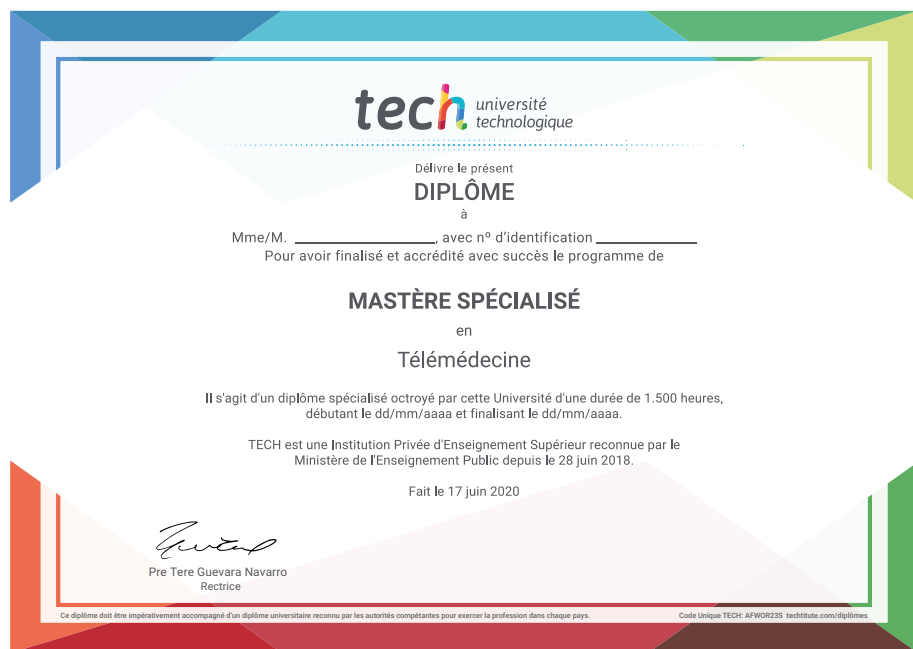 tech université
technologique
Délivre le présent
DIPLÔME
à
Mme/M. ____________, avec nº d'identification ____________
Pour avoir finalisé et accrédité avec succès le programme de
MASTÈRE SPÉCIALISÉ
en
Télémédecine
Il s'agit d'un diplôme spécialisé octroyé par cette Université d'une durée de 1.500 heures,
débutant le dd/mm/aaaa et finalisant le dd/mm/aaaa.
TECH est une Institution Privée d'Enseignement Supérieur reconnue par le
Ministère de l'Enseignement Public depuis le 28 juin 2018.
Fait le 17 juin 2020
Pre Tere Guevara Navarro
Rectrice
Ce diplôme doit être impérativement accompagné d'un diplôme universitaire reconnu par les autorités compétantes pour exercer la profession dans chaque pays. Code Unique TECH: AFWOR23S techtitute.com/diplômes